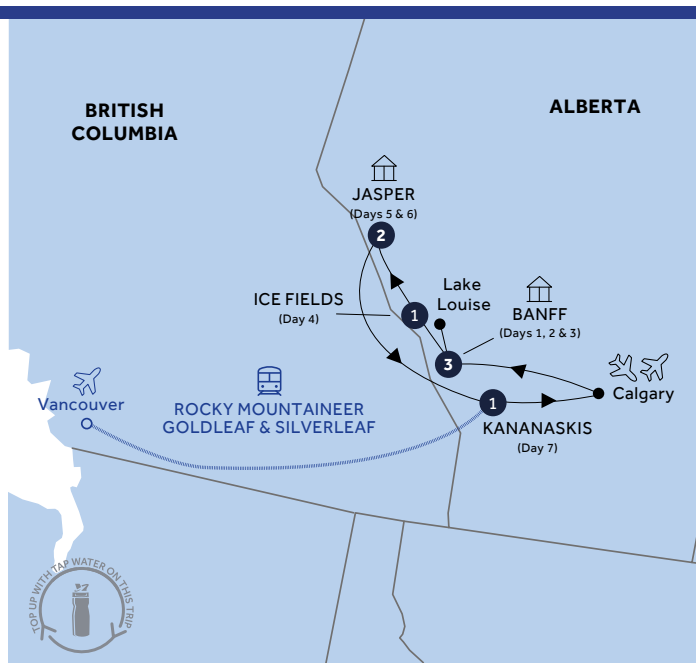 BRITISH
COLUMBIA
ALBERTA
JASPER
(Days 5 & 6)
2
Lake
Louise
ICE FIELDS
(Day 4)
1
BANFF
(Days 1, 2 & 3)
3
Calgary
Vancouver
ROCKY MOUNTAINEER
GOLDLEAF & SILVERLEAF
1
KANANASKIS
(Day 7)
TOP UP WITH TAP WATER ON THIS TRIP